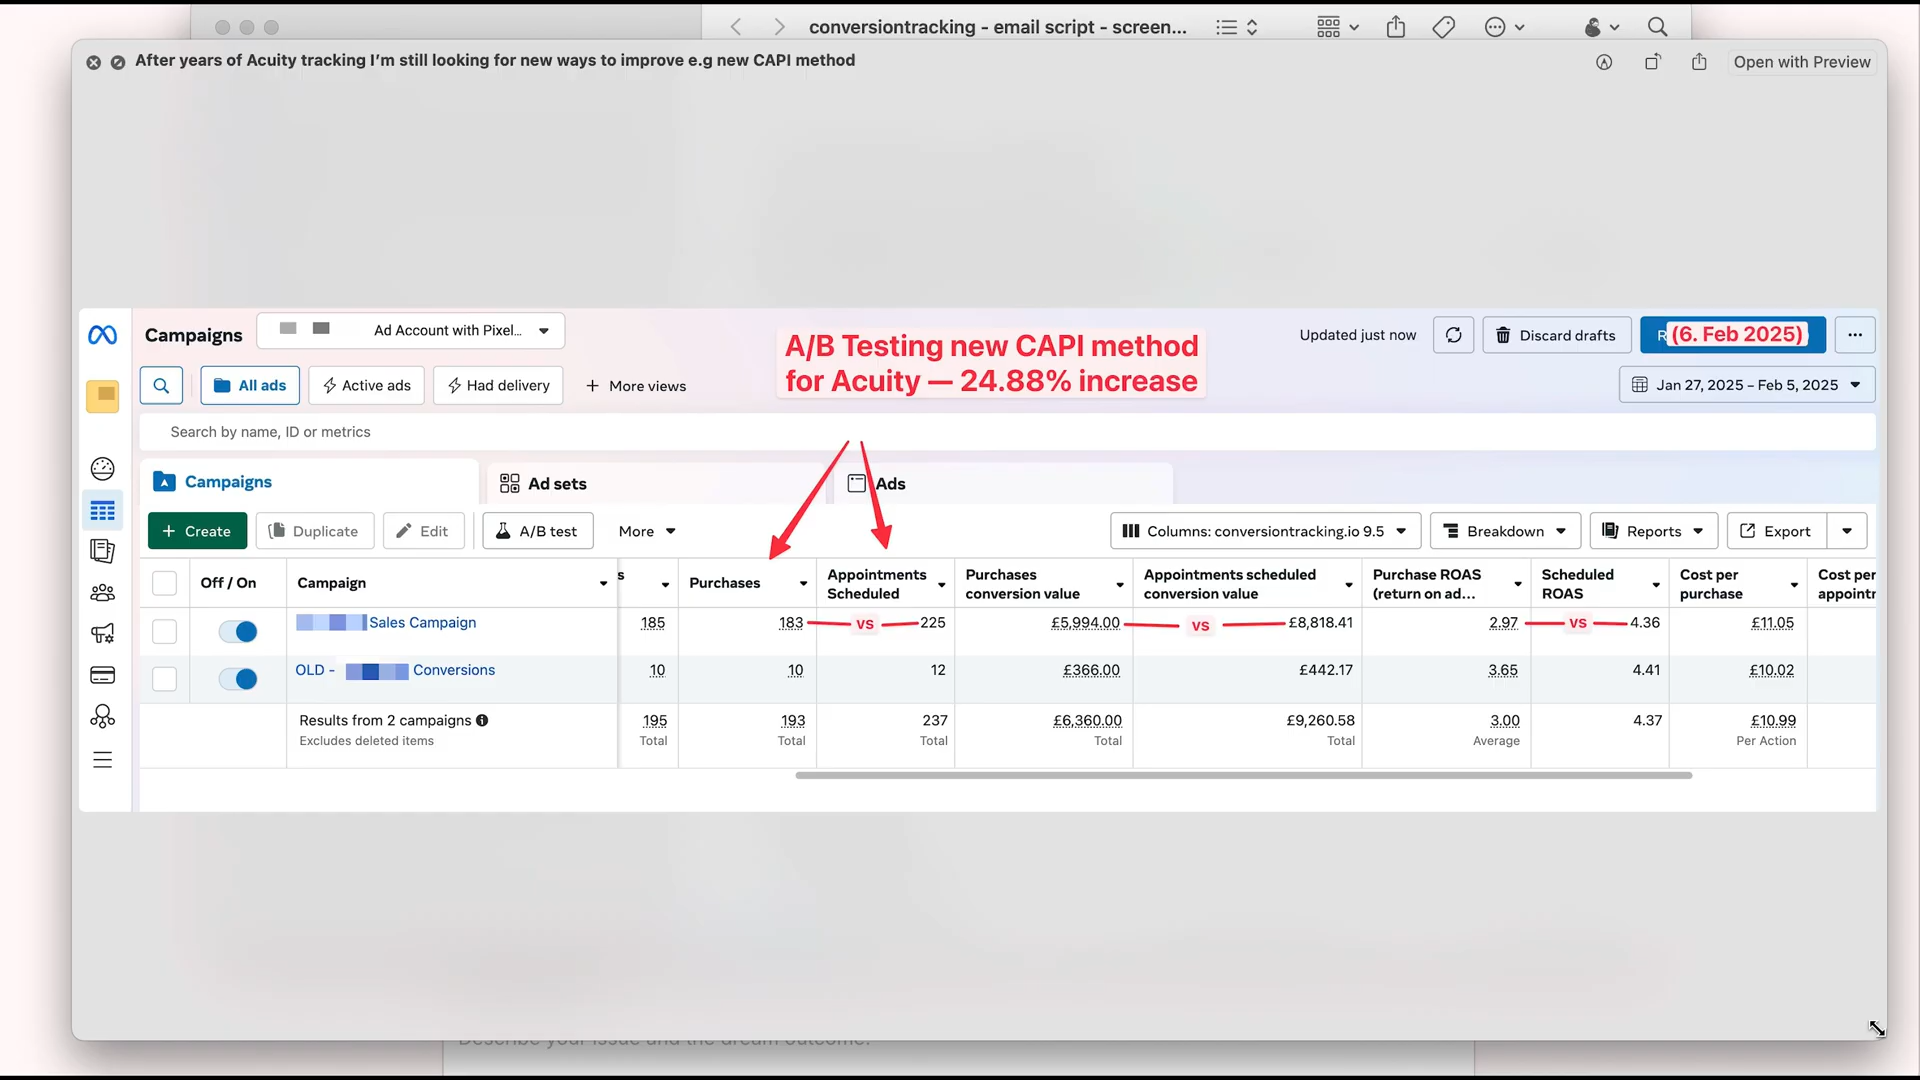 conversiontracking - email script - screen...
After years of Acuity tracking I'm still looking for new ways to improve e.g new CAPI method
Open with Preview
Campaigns
Ad Account with Pixel...
A/B Testing new CAPI method
for Acuity — 24.88% increase
Updated just now
Discard drafts
R(6. Feb 2025)
All ads
Active ads
Had delivery
+ More views
Jan 27, 2025 – Feb 5, 2025
Search by name, ID or metrics
Campaigns
Ad sets
Ads
+ Create
Duplicate
Edit
A/B test
More
Columns: conversiontracking.io 9.5
Breakdown
Reports
Export
Off / On
Campaign
s
Purchases
Appointments
Scheduled
Purchases
conversion value
Appointments scheduled
conversion value
Purchase ROAS
(return on ad...
Scheduled
ROAS
Cost per
purchase
Cost per
appointm
Sales Campaign
185
183
vs
225
£5,994.00
vs
£8,818.41
2.97
vs
4.36
£11.05
OLD - Conversions
10
10
12
£366.00
£442.17
3.65
4.41
£10.02
Results from 2 campaigns
Excludes deleted items
195
Total
193
Total
237
Total
£6,360.00
Total
£9,260.58
Total
3.00
Average
4.37
£10.99
Per Action
Describe your issue and the dream outcome.